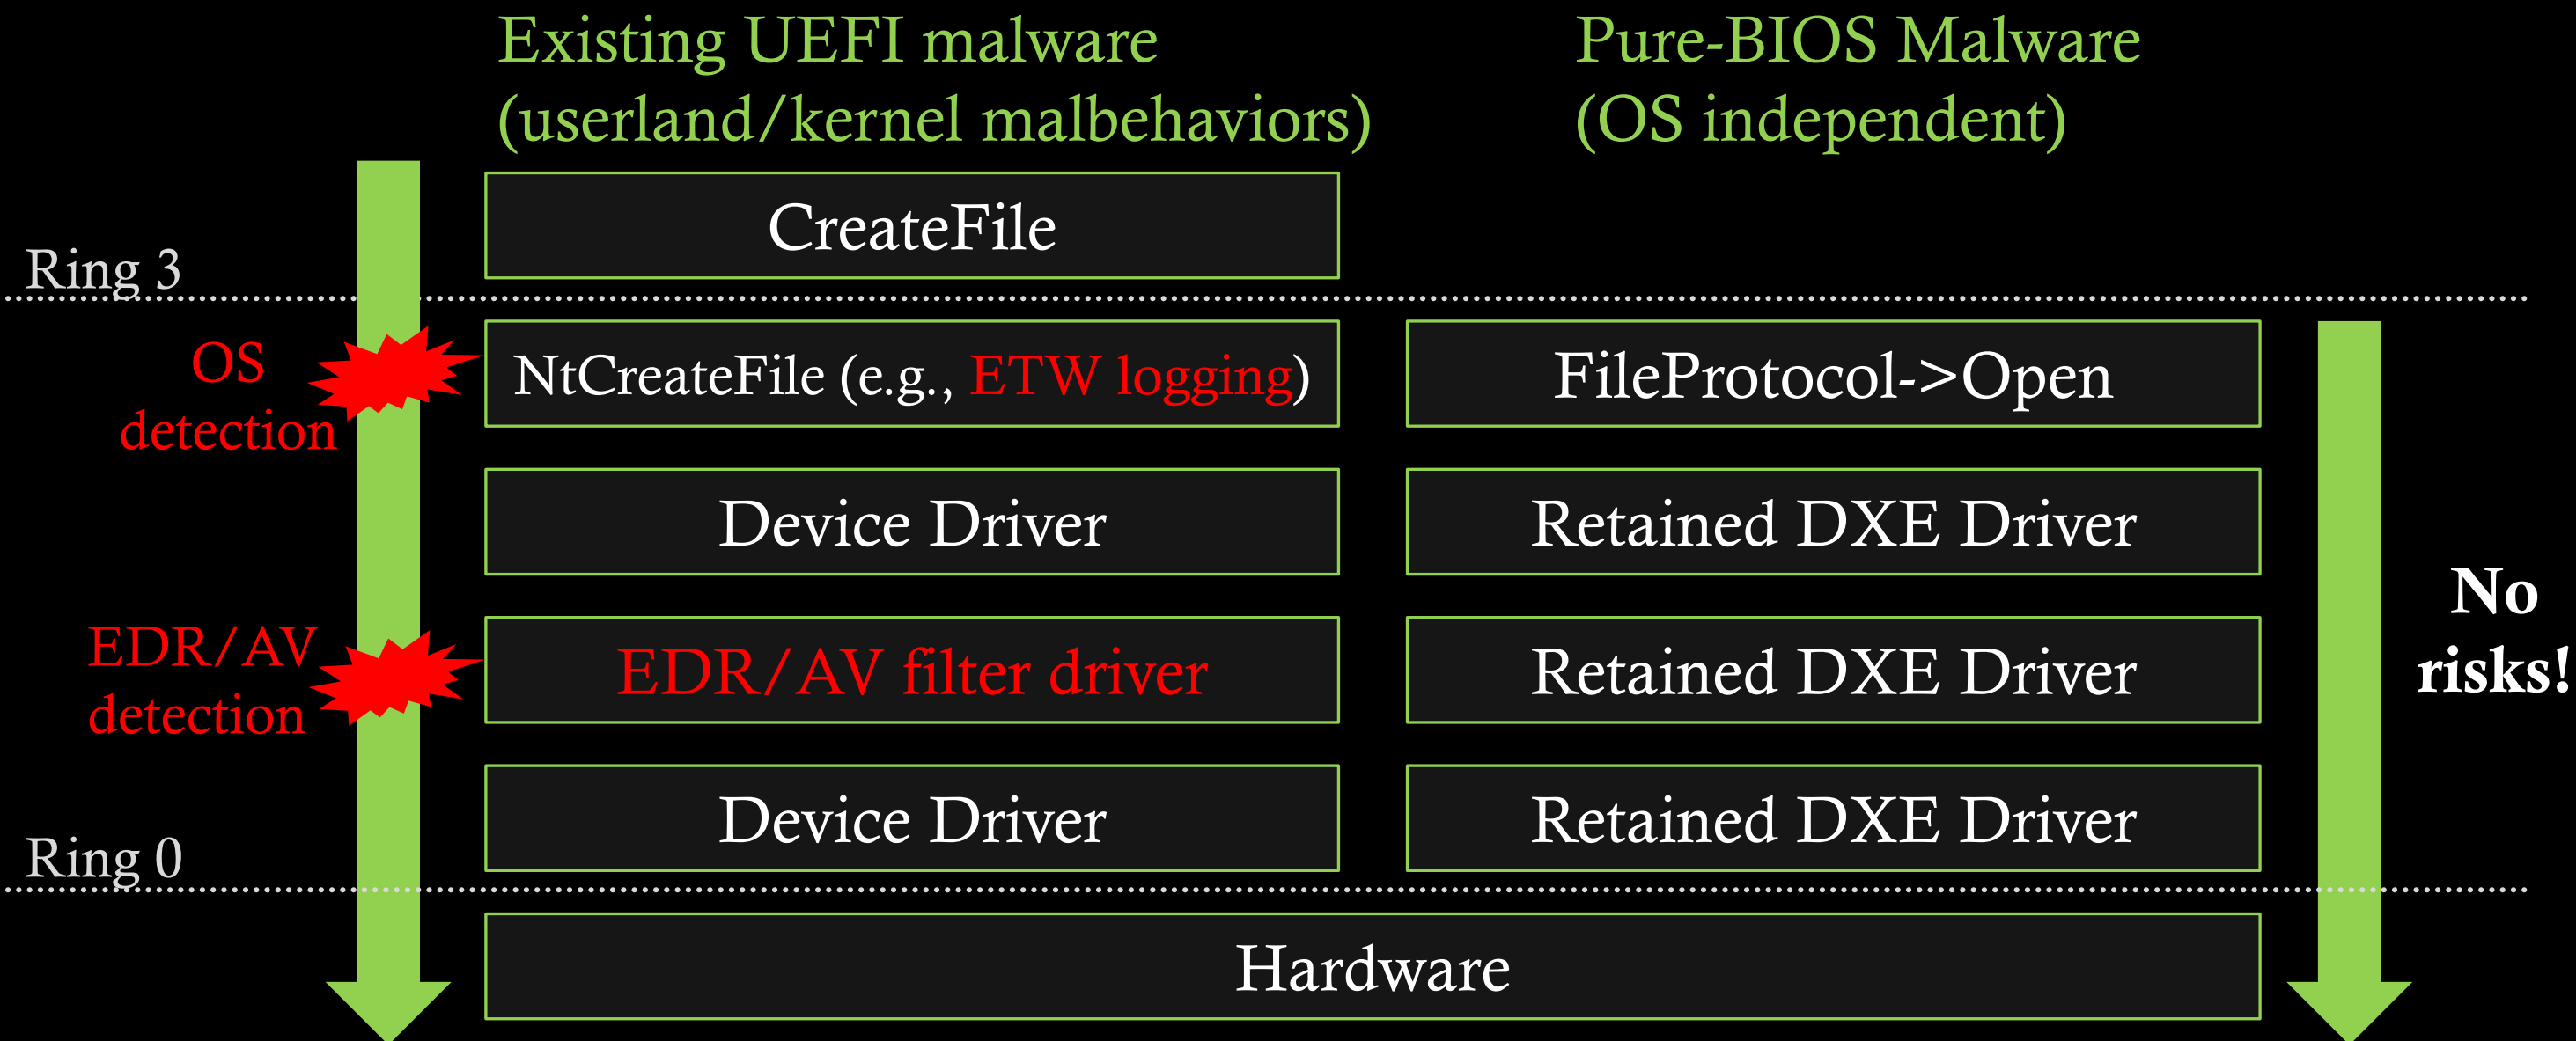 Existing UEFI malware
(userland/kernel malbehaviors)
Pure-BIOS Malware
(OS independent)
CreateFile
Ring 3
OS
detection
NtCreateFile (e.g., ETW logging)
FileProtocol->Open
Device Driver
Retained DXE Driver
EDR/AV
detection
EDR/AV filter driver
Retained DXE Driver
No
risks!
Device Driver
Retained DXE Driver
Ring 0
Hardware